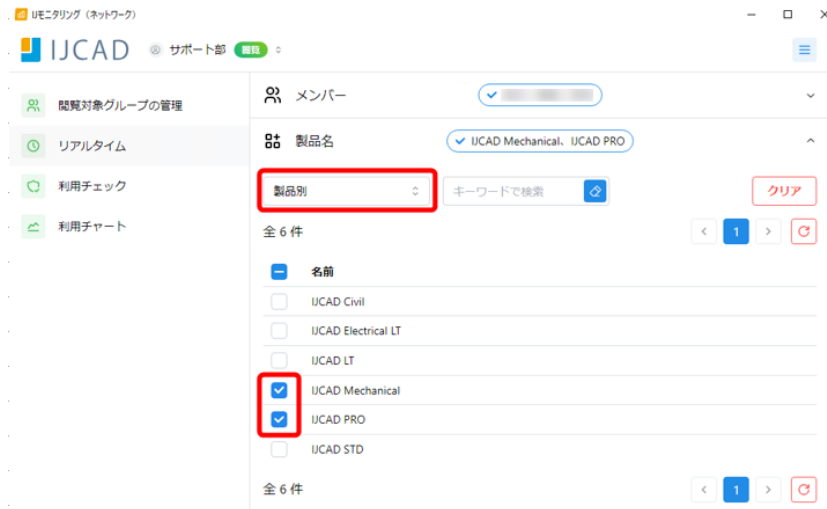 IJモニタリング（ネットワーク）
IJCAD サポート部 閲覧
閲覧対象グループの管理
リアルタイム
利用チェック
利用チャート
メンバー
製品名 IJCAD Mechanical、IJCAD PRO
製品別 キーワードで検索 クリア
全 6 件 1
名前
IJCAD Civil
IJCAD Electrical LT
IJCAD LT
IJCAD Mechanical
IJCAD PRO
IJCAD STD
全 6 件 1